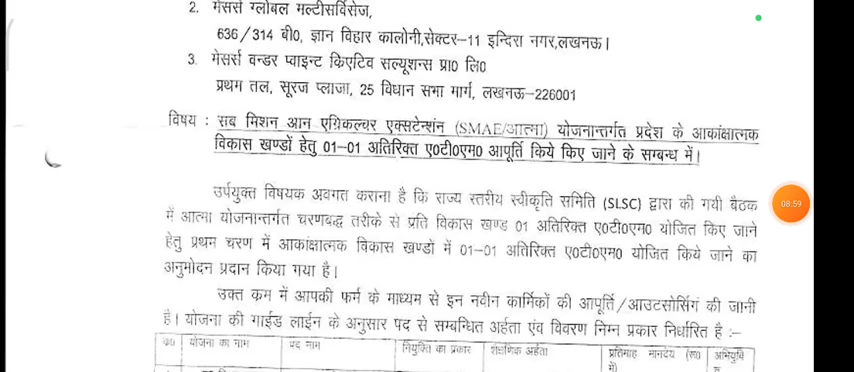 2. मेसर्स ग्लोबल मल्टीसर्विसेज,
636/314 बी0, ज्ञान विहार कालोनी,सेक्टर–11 इन्दिरा नगर,लखनऊ।
3. मेसर्स वन्डर प्वाइन्ट किएटिव सल्यूशन्स प्रा0 लि0
प्रथम तल, सूरज प्लाजा, 25 विधान सभा मार्ग, लखनऊ–226001
विषय : सब मिशन आन एग्रिकल्चर एक्सटेन्शंन (SMAE/आत्मा) योजनान्तर्गत प्रदेश के आकांक्षात्मक
विकास खण्डों हेतु 01–01 अतिरिक्त ए0टी0एम0 आपूर्ति किये किए जाने के सम्बन्ध में।
उर्पयुक्त विषयक अवगत कराना है कि राज्य स्तरीय स्वीकृति समिति (SLSC) द्वारा की गयी बैठक
में आत्मा योजनान्तर्गत चरणबद्ध तरीके से प्रति विकास खण्ड 01 अतिरिक्त ए0टी0एम0 योजित किए जाने
08:59
हेतु प्रथम चरण में आकांक्षात्मक विकास खण्डों में 01–01 अतिरिक्त ए0टी0एम0 योजित किये जाने का
अनुमोदन प्रदान किया गया है।
उक्त कम में आपकी फर्म के माध्यम से इन नवीन कार्मिकों की आपूर्ति/आउटसोर्सिंग की जानी
है। योजना की गाईड लाईन के अनुसार पद से सम्बन्धित अर्हता एंव विवरण निम्न प्रकार निर्धारित है :–
क0 योजना का नाम पद नाम नियुक्ति का प्रकार शैक्षणिक अर्हता प्रतिमाह मानदेय (रू0 अभियुक्ति
में)